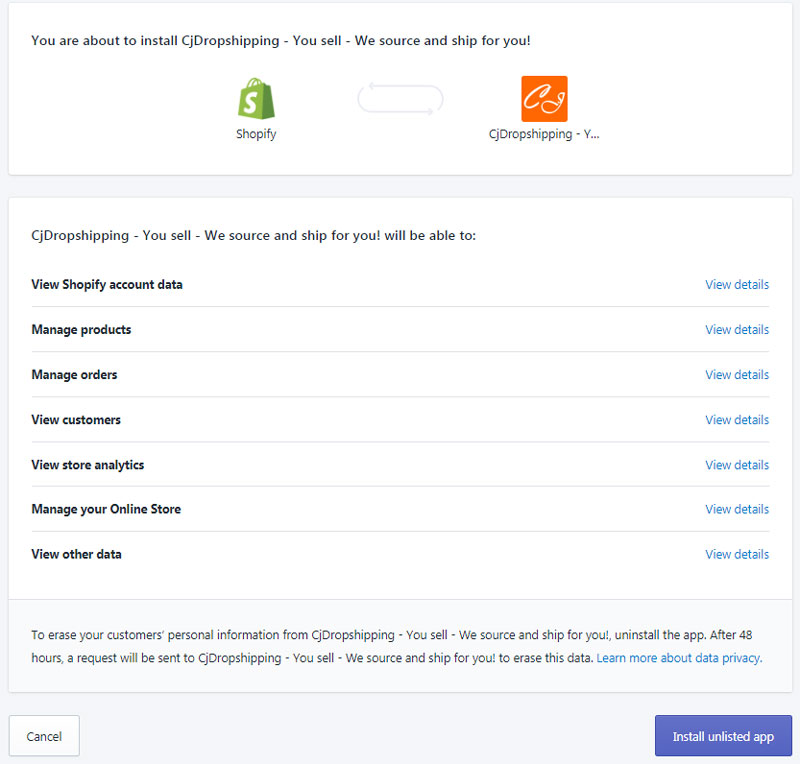 You are about to install CjDropshipping - You sell - We source and ship for you!
S
CJ
Shopify
CjDropshipping - Y...
CjDropshipping - You sell - We source and ship for you! will be able to:
View Shopify account data
View details
Manage products
View details
Manage orders
View details
View customers
View details
View store analytics
View details
Manage your Online Store
View details
View other data
View details
To erase your customers' personal information from CjDropshipping - You sell - We source and ship for you!, uninstall the app. After 48
hours, a request will be sent to CjDropshipping - You sell - We source and ship for you! to erase this data. Learn more about data privacy.
Cancel
Install unlisted app